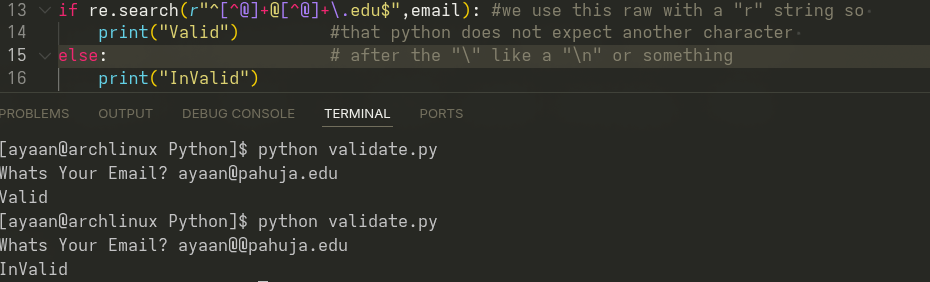 13 if re.search(r"^[^@]+@[^@]+\.edu$",email): #we use this raw with a "r" string so
14 print("Valid") #that python does not expect another character
15 else: # after the "\" like a "\n" or something
16 print("InValid")
PROBLEMS OUTPUT DEBUG CONSOLE TERMINAL PORTS
[ayaan@archlinux Python]$ python validate.py
Whats Your Email? ayaan@pahuja.edu
Valid
[ayaan@archlinux Python]$ python validate.py
Whats Your Email? ayaan@@pahuja.edu
InValid